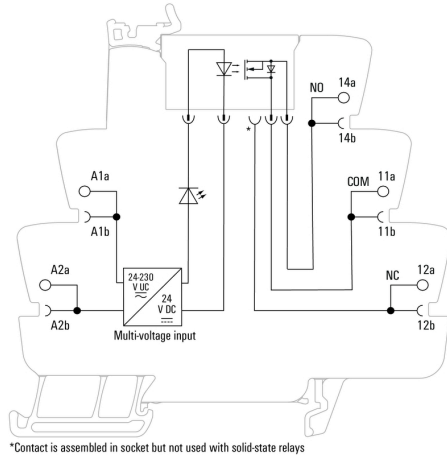 NO
14a
14b
*
A1a
COM
11a
A1b
11b
A2a
24-230
V UC
24
V DC
NC
12a
A2b
Multi-voltage input
12b
*Contact is assembled in socket but not used with solid-state relays